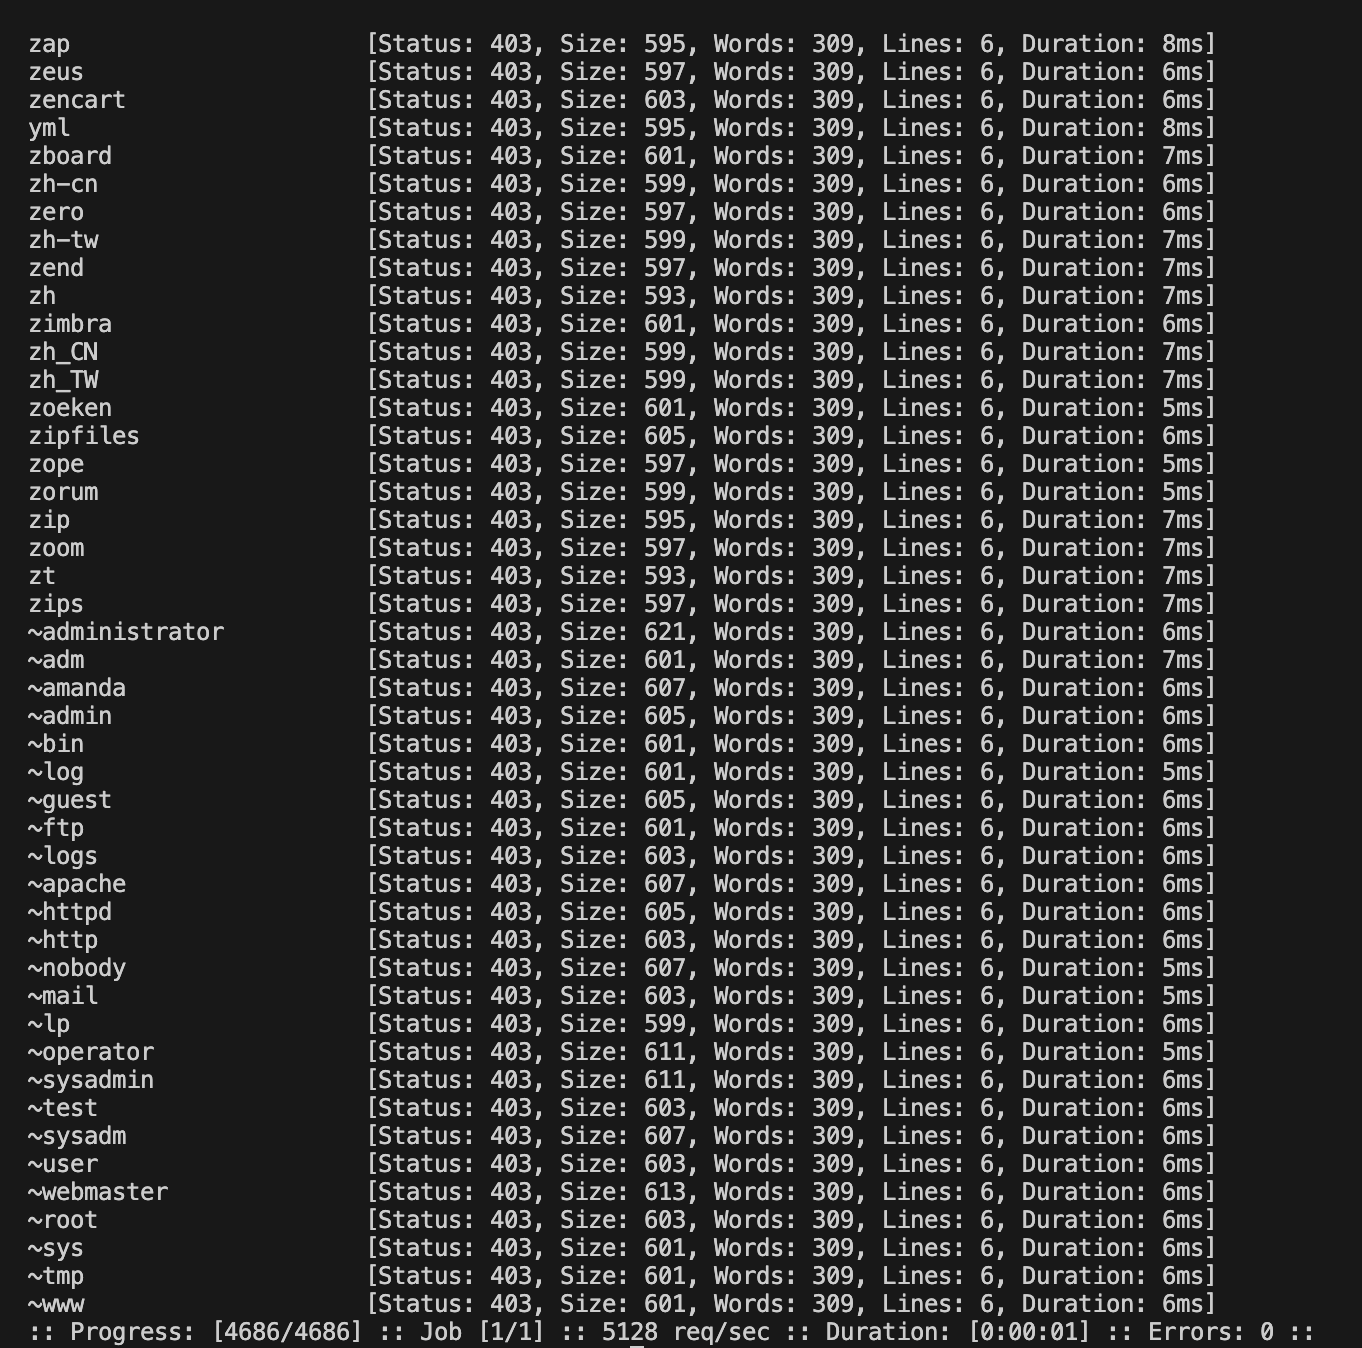 zap [Status: 403, Size: 595, Words: 309, Lines: 6, Duration: 8ms]
zeus [Status: 403, Size: 597, Words: 309, Lines: 6, Duration: 6ms]
zencart [Status: 403, Size: 603, Words: 309, Lines: 6, Duration: 6ms]
yml [Status: 403, Size: 595, Words: 309, Lines: 6, Duration: 8ms]
zboard [Status: 403, Size: 601, Words: 309, Lines: 6, Duration: 7ms]
zh-cn [Status: 403, Size: 599, Words: 309, Lines: 6, Duration: 6ms]
zero [Status: 403, Size: 597, Words: 309, Lines: 6, Duration: 6ms]
zh-tw [Status: 403, Size: 599, Words: 309, Lines: 6, Duration: 7ms]
zend [Status: 403, Size: 597, Words: 309, Lines: 6, Duration: 7ms]
zh [Status: 403, Size: 593, Words: 309, Lines: 6, Duration: 7ms]
zimbra [Status: 403, Size: 601, Words: 309, Lines: 6, Duration: 6ms]
zh_CN [Status: 403, Size: 599, Words: 309, Lines: 6, Duration: 7ms]
zh_TW [Status: 403, Size: 599, Words: 309, Lines: 6, Duration: 7ms]
zoeken [Status: 403, Size: 601, Words: 309, Lines: 6, Duration: 5ms]
zipfiles [Status: 403, Size: 605, Words: 309, Lines: 6, Duration: 6ms]
zope [Status: 403, Size: 597, Words: 309, Lines: 6, Duration: 5ms]
zorum [Status: 403, Size: 599, Words: 309, Lines: 6, Duration: 5ms]
zip [Status: 403, Size: 595, Words: 309, Lines: 6, Duration: 7ms]
zoom [Status: 403, Size: 597, Words: 309, Lines: 6, Duration: 7ms]
zt [Status: 403, Size: 593, Words: 309, Lines: 6, Duration: 7ms]
zips [Status: 403, Size: 597, Words: 309, Lines: 6, Duration: 7ms]
~administrator [Status: 403, Size: 621, Words: 309, Lines: 6, Duration: 6ms]
~adm [Status: 403, Size: 601, Words: 309, Lines: 6, Duration: 7ms]
~amanda [Status: 403, Size: 607, Words: 309, Lines: 6, Duration: 6ms]
~admin [Status: 403, Size: 605, Words: 309, Lines: 6, Duration: 6ms]
~bin [Status: 403, Size: 601, Words: 309, Lines: 6, Duration: 6ms]
~log [Status: 403, Size: 601, Words: 309, Lines: 6, Duration: 5ms]
~guest [Status: 403, Size: 605, Words: 309, Lines: 6, Duration: 6ms]
~ftp [Status: 403, Size: 601, Words: 309, Lines: 6, Duration: 6ms]
~logs [Status: 403, Size: 603, Words: 309, Lines: 6, Duration: 6ms]
~apache [Status: 403, Size: 607, Words: 309, Lines: 6, Duration: 6ms]
~httpd [Status: 403, Size: 605, Words: 309, Lines: 6, Duration: 6ms]
~http [Status: 403, Size: 603, Words: 309, Lines: 6, Duration: 6ms]
~nobody [Status: 403, Size: 607, Words: 309, Lines: 6, Duration: 5ms]
~mail [Status: 403, Size: 603, Words: 309, Lines: 6, Duration: 5ms]
~lp [Status: 403, Size: 599, Words: 309, Lines: 6, Duration: 6ms]
~operator [Status: 403, Size: 611, Words: 309, Lines: 6, Duration: 5ms]
~sysadmin [Status: 403, Size: 611, Words: 309, Lines: 6, Duration: 6ms]
~test [Status: 403, Size: 603, Words: 309, Lines: 6, Duration: 6ms]
~sysadm [Status: 403, Size: 607, Words: 309, Lines: 6, Duration: 6ms]
~user [Status: 403, Size: 603, Words: 309, Lines: 6, Duration: 6ms]
~webmaster [Status: 403, Size: 613, Words: 309, Lines: 6, Duration: 6ms]
~root [Status: 403, Size: 603, Words: 309, Lines: 6, Duration: 6ms]
~sys [Status: 403, Size: 601, Words: 309, Lines: 6, Duration: 6ms]
~tmp [Status: 403, Size: 601, Words: 309, Lines: 6, Duration: 6ms]
~www [Status: 403, Size: 601, Words: 309, Lines: 6, Duration: 6ms]
:: Progress: [4686/4686] :: Job [1/1] :: 5128 req/sec :: Duration: [0:00:01] :: Errors: 0 ::